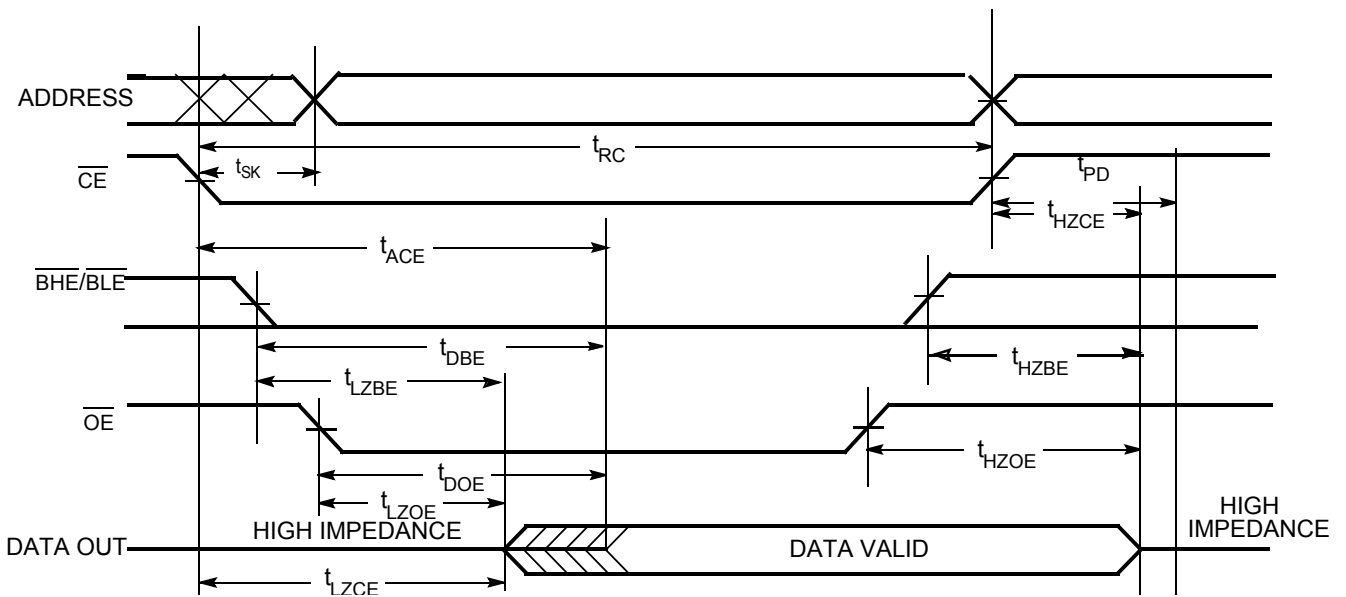 ADDRESS
tRC
tSK
CE
tPD
tHZCE
tACE
BHE/BLE
tDBE
tHZBE
tLZBE
OE
tHZOE
tDOE
tLZOE
HIGH IMPEDANCE
HIGH
IMPEDANCE
DATA OUT
DATA VALID
tLZCE